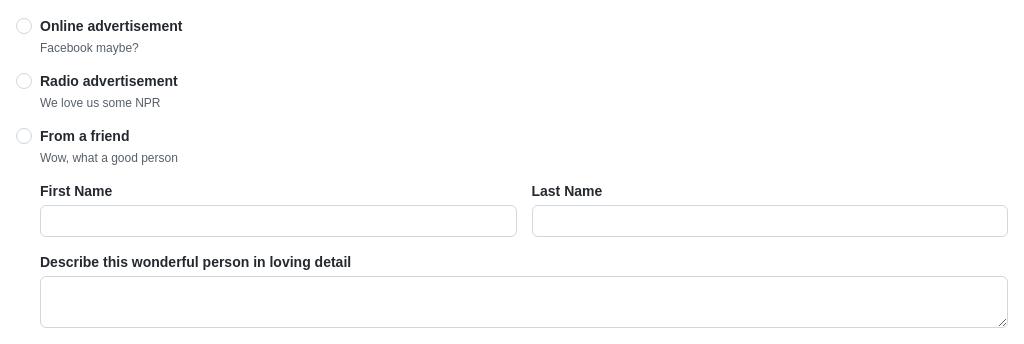 Online advertisement
Facebook maybe?
Radio advertisement
We love us some NPR
From a friend
Wow, what a good person
First Name
Last Name
Describe this wonderful person in loving detail